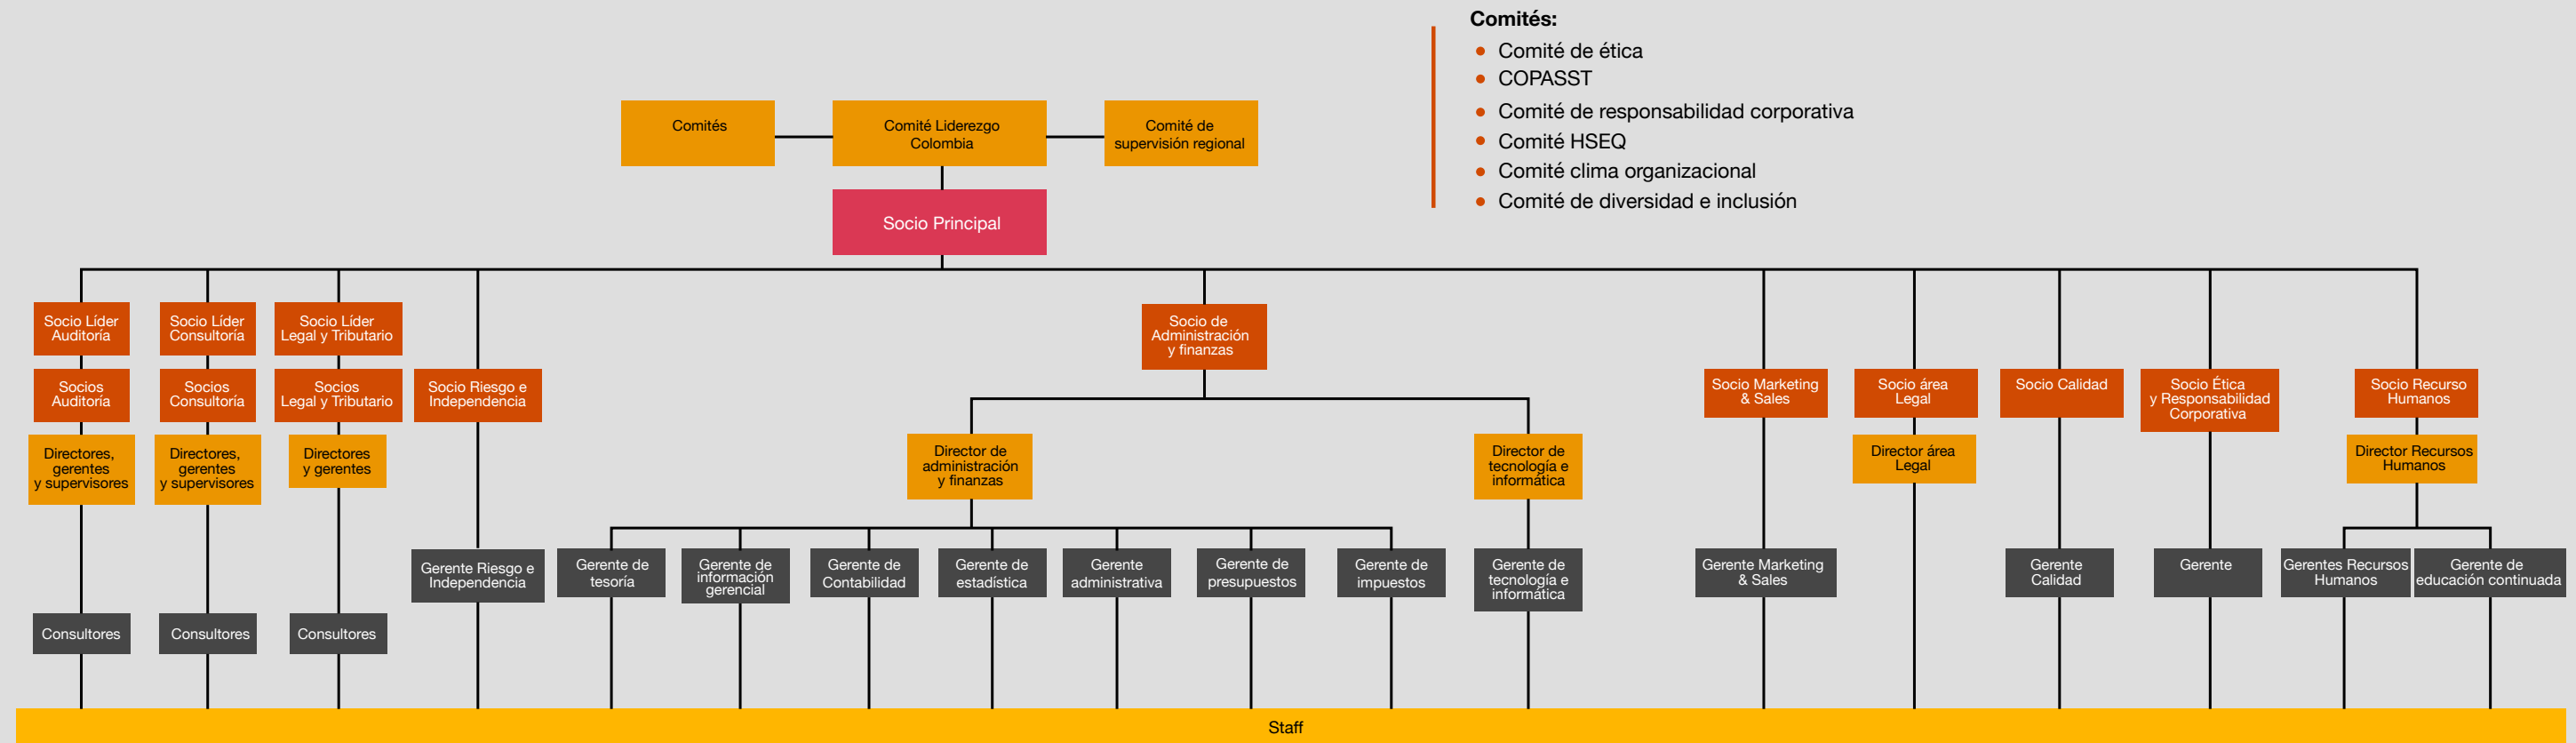 Comités:
Comité de ética
COPASST
Comité de responsabilidad corporativa
Comité HSEQ
Comité clima organizacional
Comité de diversidad e inclusión
Comités
Comité Liderezgo
Colombia
Comité de
supervisión regional
Socio Principal
Socio Líder
Auditoría
Socio Líder
Consultoría
Socio Líder
Legal y Tributario
Socio de
Administración
y finanzas
Socios
Auditoría
Socios
Consultoría
Socios
Legal y Tributario
Socio Riesgo e
Independencia
Socio Marketing
& Sales
Socio área
Legal
Socio Calidad
Socio Ética
y Responsabilidad
Corporativa
Socio Recurso
Humanos
Directores,
gerentes
y supervisores
Directores,
gerentes
y supervisores
Directores
y gerentes
Director de
administración
y finanzas
Director de
tecnología e
informática
Director área
Legal
Director Recursos
Humanos
Gerente Riesgo e
Independencia
Gerente de
tesoría
Gerente de
información
gerencial
Gerente de
Contabilidad
Gerente de
estadística
Gerente
administrativa
Gerente de
presupuestos
Gerente de
impuestos
Gerente de
tecnología e
informática
Gerente Marketing
& Sales
Gerente
Calidad
Gerente
Gerentes Recursos
Humanos
Gerente de
educación continuada
Consultores
Consultores
Consultores
Staff